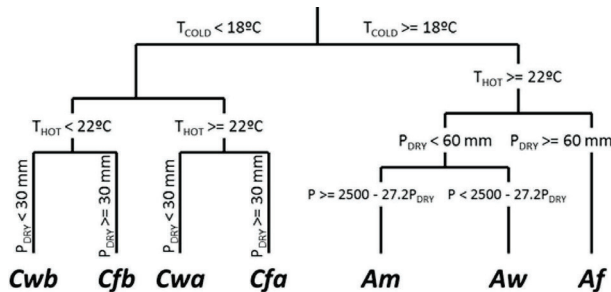 T_COLD < 18ºC T_COLD >= 18ºC
T_HOT >= 22ºC
T_HOT < 22ºC T_HOT >= 22ºC
P_DRY < 60 mm P_DRY >= 60 mm
P_DRY < 30 mm P_DRY >= 30 mm P_DRY < 30 mm P_DRY >= 30 mm
P >= 2500 - 27.2P_DRY P < 2500 - 27.2P_DRY
Cwb Cfb Cwa Cfa Am Aw Af